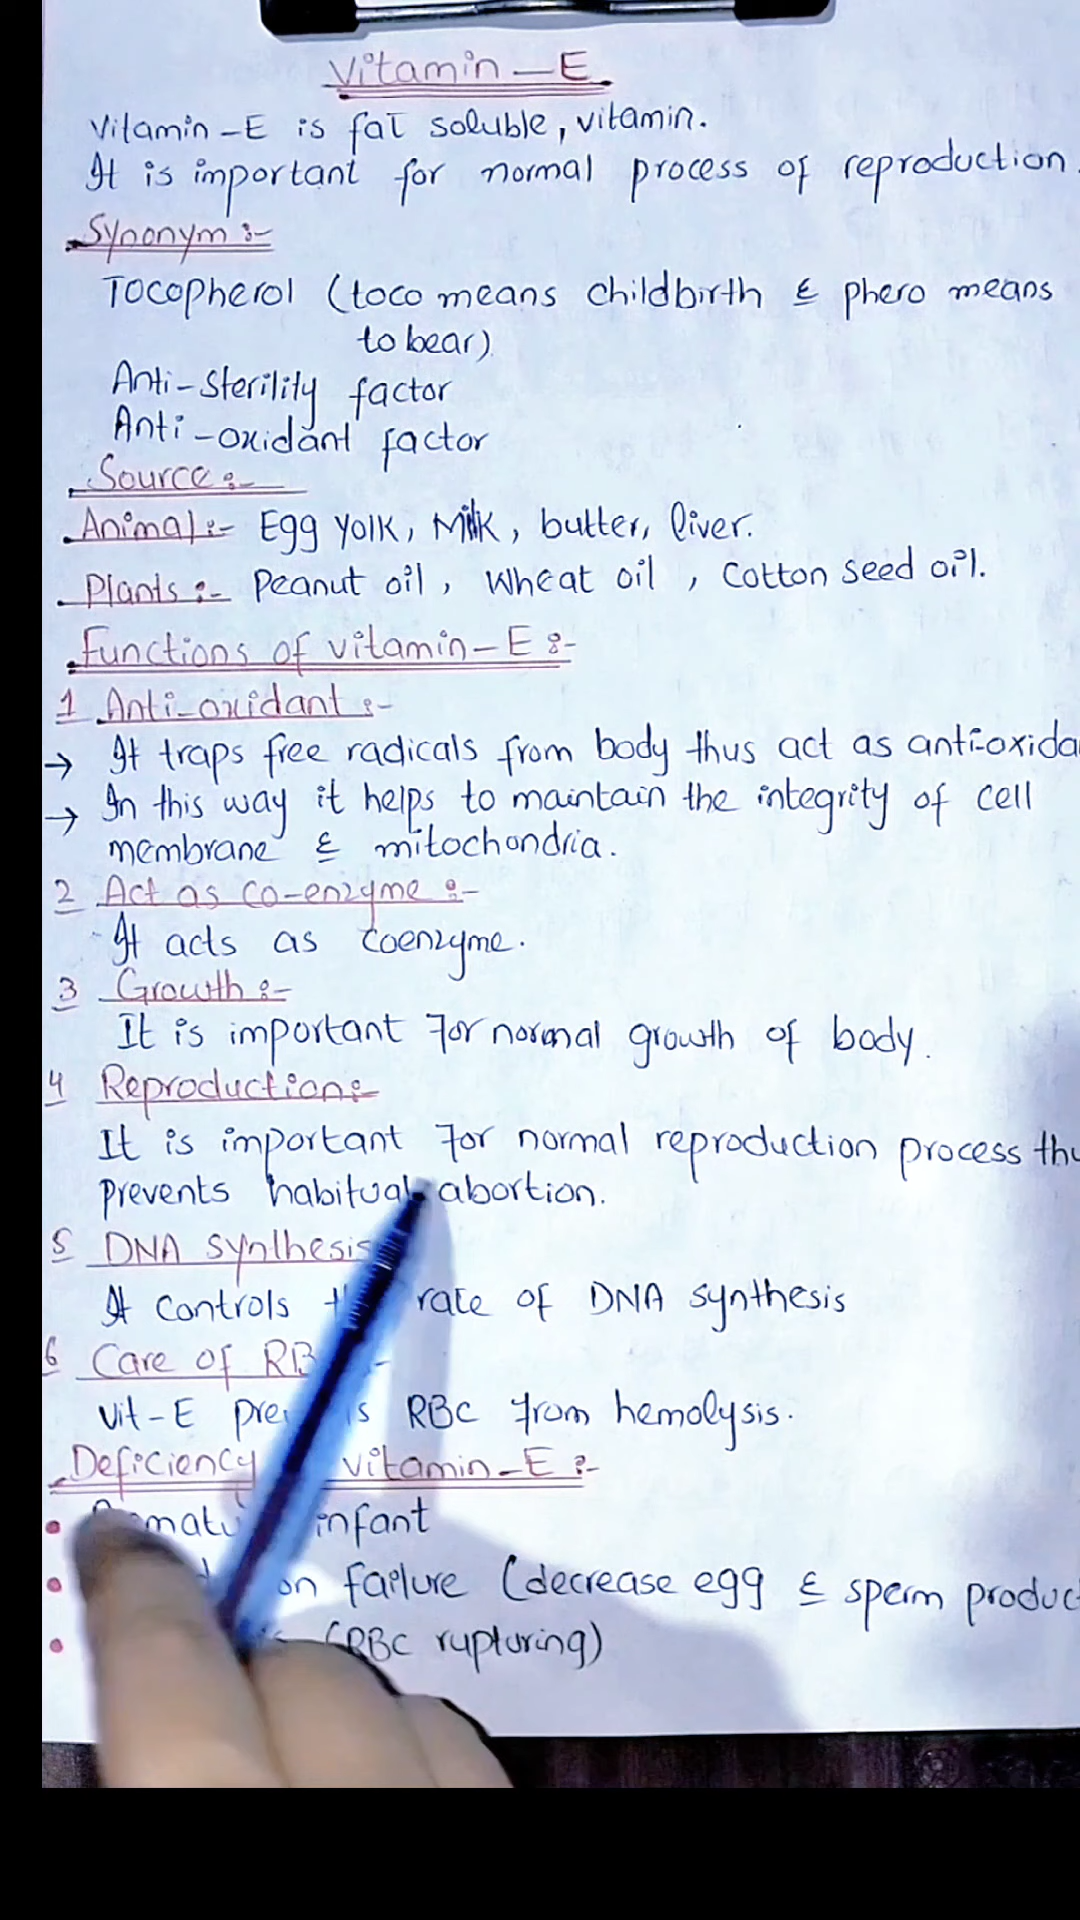 Vitamin - E
Vitamin - E is fat soluble, vitamin.
It is important for normal process of reproduction.
Synonym :-
Tocopherol (toco means childbirth & phero means
to bear)
Anti-sterility factor
Anti-oxidant factor
Source :-
Animal :- Egg Yolk, Milk, butter, liver.
Plants :- Peanut oil, Wheat oil, Cotton seed oil.
Functions of vitamin - E :-
1 Anti-oxidant :-
→ It traps free radicals from body thus act as anti-oxida
→ In this way it helps to maintain the integrity of cell
membrane & mitochondria.
2 Act as co-enzyme :-
It acts as coenzyme.
3 Growth :-
It is important for normal growth of body.
4 Reproduction :-
It is important for normal reproduction process thu
prevents habitual abortion.
5 DNA synthesis
It controls rate of DNA synthesis
6 Care of RB
Vit-E RBC from hemolysis.
Deficiency vitamin - E :-
• infant
• failure (decrease egg & sperm produc
• (RBC rupturing)